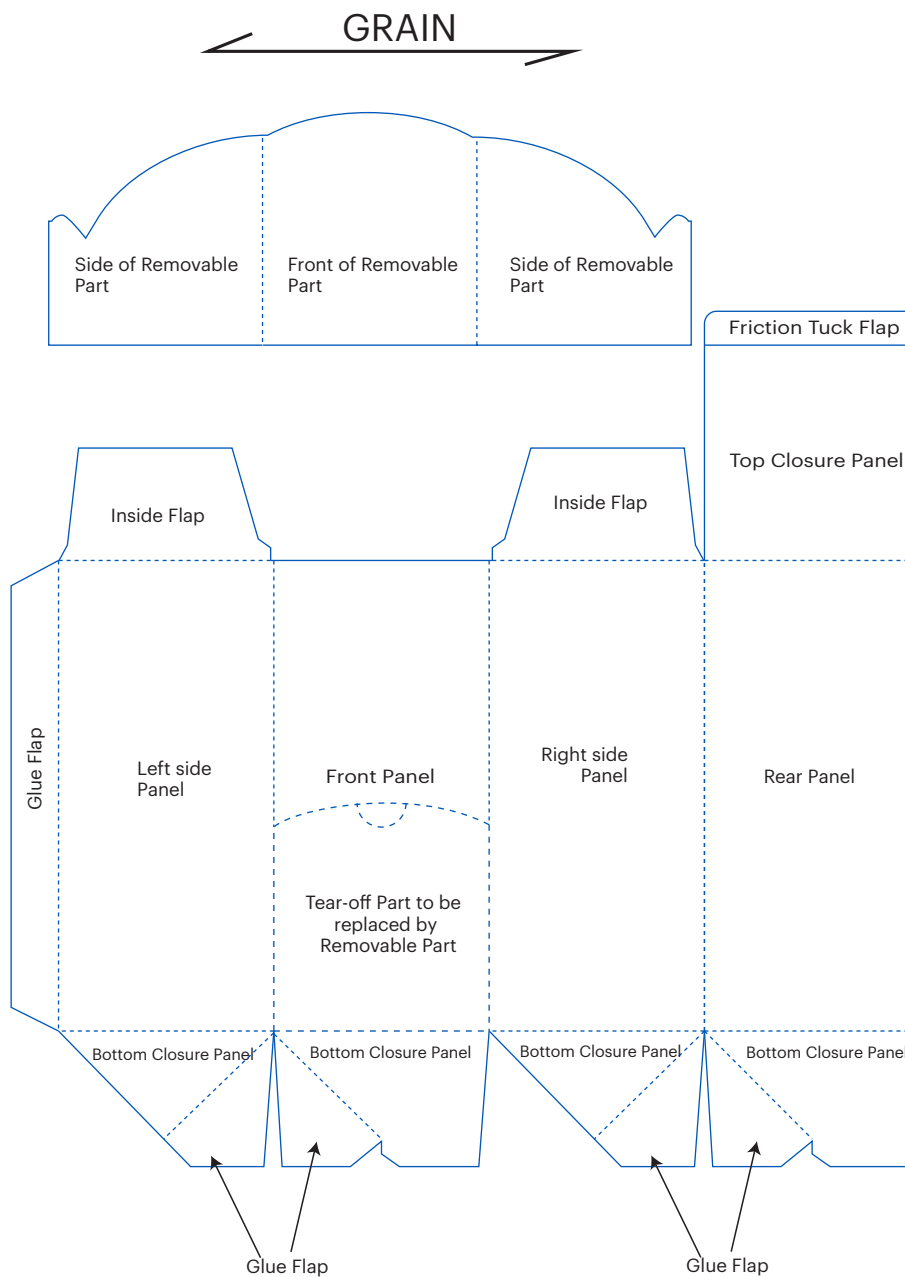 GRAIN
Side of Removable
Part
Front of Removable
Part
Side of Removable
Part
Friction Tuck Flap
Top Closure Panel
Inside Flap
Inside Flap
Glue Flap
Left side
Panel
Front Panel
Right side
Panel
Rear Panel
Tear-off Part to be
replaced by
Removable Part
Bottom Closure Panel
Bottom Closure Panel
Bottom Closure Panel
Bottom Closure Panel
Glue Flap
Glue Flap